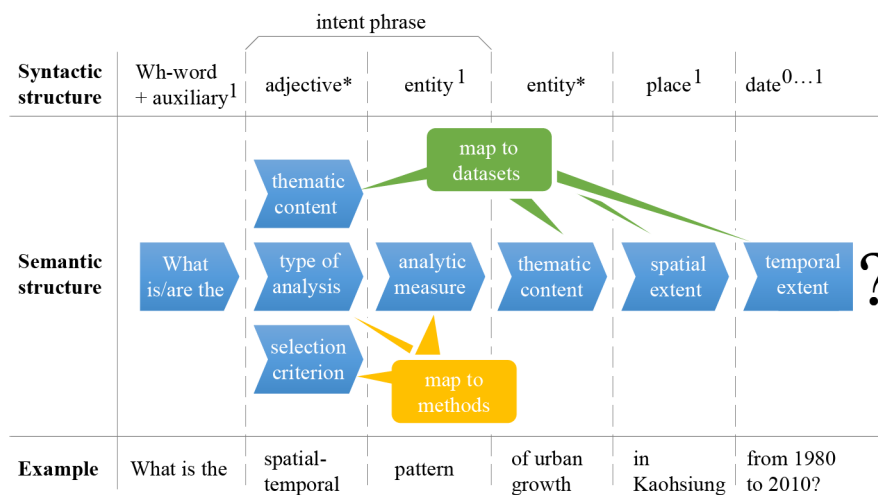 intent phrase
Syntactic
structure
Wh-word
+ auxiliary1
adjective*
entity1
entity*
place1
date0…1
map to
datasets
thematic
content
Semantic
structure
What
is/are the
type of
analysis
analytic
measure
thematic
content
spatial
extent
temporal
extent
?
selection
criterion
map to
methods
Example
What is the
spatial-
temporal
pattern
of urban
growth
in
Kaohsiung
from 1980
to 2010?